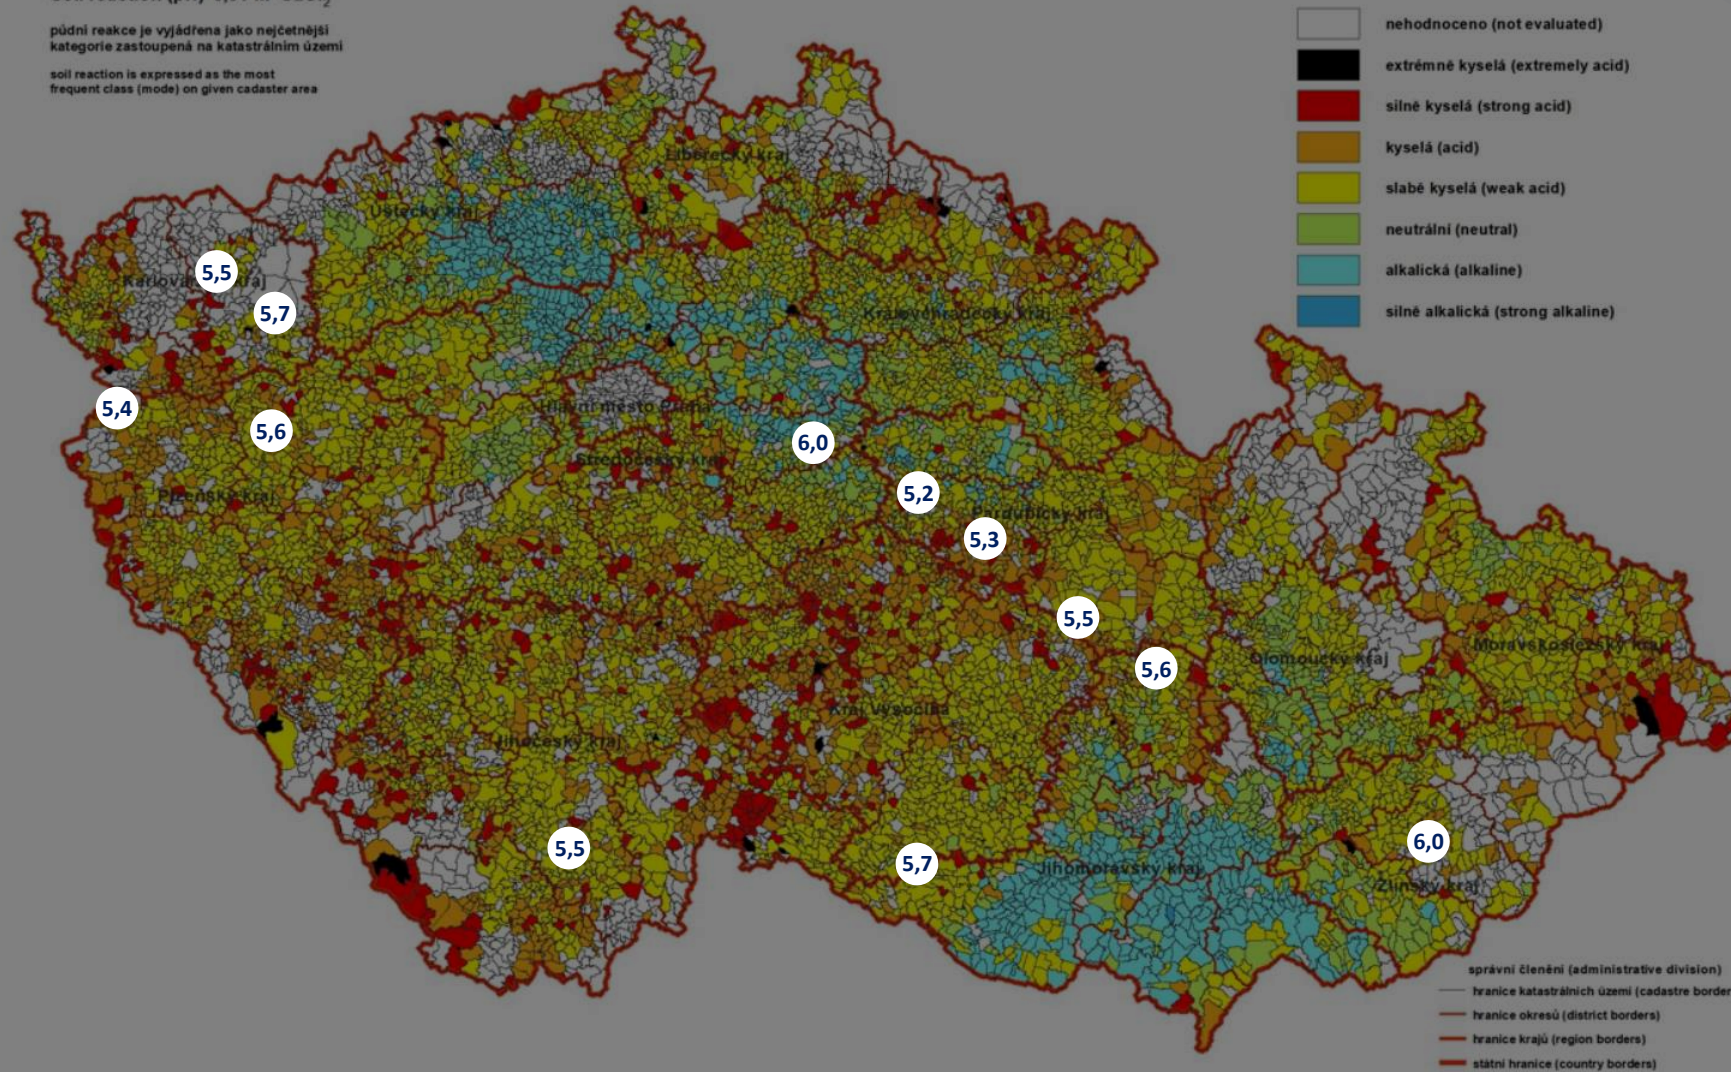 půdní reakce je vyjádřena jako nejčetnější
kategorie zastoupená na katastrálním území
soil reaction is expressed as the most
frequent class (mode) on given cadaster area
nehodnoceno (not evaluated)
extrémně kyselá (extremely acid)
silně kyselá (strong acid)
kyselá (acid)
slabě kyselá (weak acid)
neutrální (neutral)
alkalická (alkaline)
silně alkalická (strong alkaline)
Liberecký kraj
Ústecký kraj
5,5
Karlovarský kraj
5,7
Královéhradecký kraj
5,4
Hlavní město Praha
5,6
6,0
Středočeský kraj
Plzeňský kraj
5,2
Pardubický kraj
5,3
5,5
Moravskoslezský kraj
Olomoucký kraj
5,6
Kraj Vysočina
Jihočeský kraj
5,5
5,7
6,0
Jihomoravský kraj
Zlínský kraj
správní členění (administrative division)
hranice katastrálních území (cadastre border
hranice okresů (district borders)
hranice krajů (region borders)
státní hranice (country borders)